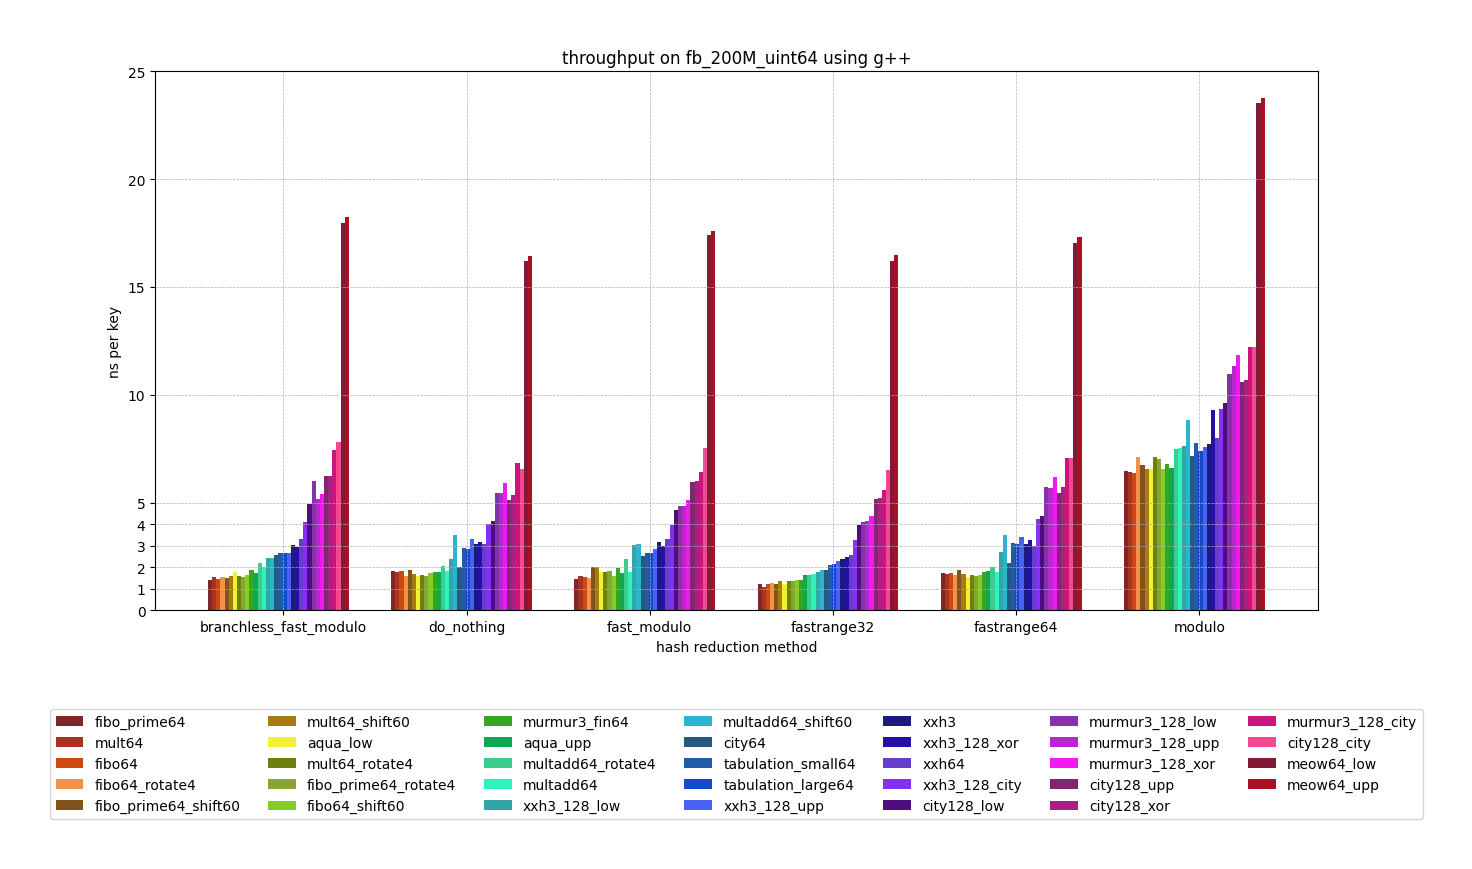 throughput on fb_200M_uint64 using g++
25
20
15
10
5
4
3
2
1
0
ns per key
branchless_fast_modulo do_nothing fast_modulo fastrange32 fastrange64 modulo
hash reduction method
fibo_prime64 mult64_shift60 murmur3_fin64 multadd64_shift60 xxh3 murmur3_128_low murmur3_128_city
mult64 aqua_low aqua_upp city64 xxh3_128_xor murmur3_128_upp city128_city
fibo64 mult64_rotate4 multadd64_rotate4 tabulation_small64 xxh64 murmur3_128_xor meow64_low
fibo64_rotate4 fibo_prime64_rotate4 multadd64 tabulation_large64 xxh3_128_city city128_upp meow64_upp
fibo_prime64_shift60 fibo64_shift60 xxh3_128_low xxh3_128_upp city128_low city128_xor